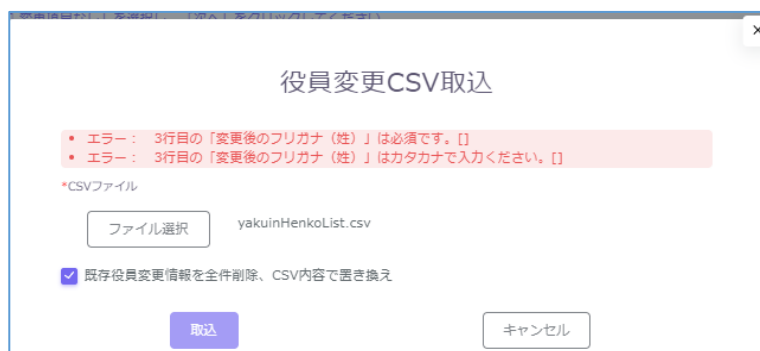 変更項目なし」を選択し、「次へ」をクリックしてください
×
役員変更CSV取込
• エラー： 3行目の「変更後のフリガナ（姓）」は必須です。[]
• エラー： 3行目の「変更後のフリガナ（姓）」はカタカナで入力ください。[]
*CSVファイル
ファイル選択 yakuinHenkoList.csv
既存役員変更情報を全件削除、CSV内容で置き換え
取込 キャンセル